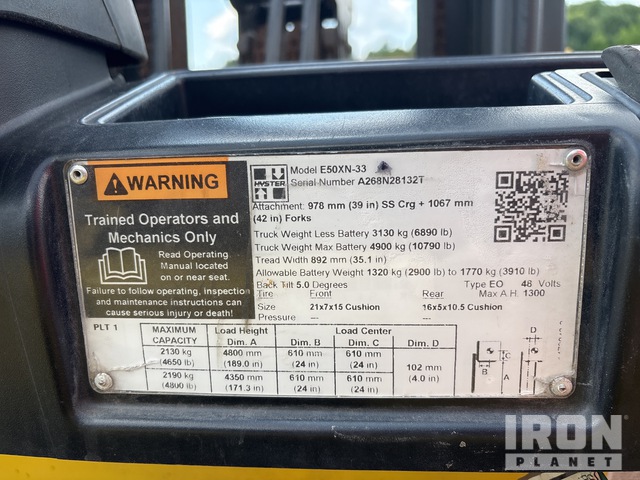 WARNING
Trained Operators and
Mechanics Only
Read Operating
Manual located
on or near seat.
Failure to follow operating, inspection
and maintenance instructions can
cause serious injury or death!
HYSTER
Model E50XN-33
Serial Number A268N28132T
Attachment: 978 mm (39 in) SS Crg + 1067 mm
(42 in) Forks
Truck Weight Less Battery 3130 kg (6890 lb)
Truck Weight Max Battery 4900 kg (10790 lb)
Tread Width 892 mm (35.1 in)
Allowable Battery Weight 1320 kg (2900 lb) to 1770 kg (3910 lb)
Back Tilt 5.0 Degrees Type EO 48 Volts
Tire Front Rear Max A.H. 1300
Size 21x7x15 Cushion 16x5x10.5 Cushion
Pressure --- ---
PLT 1
MAXIMUM CAPACITY Load Height Dim. A Load Center Dim. B Dim. C Dim. D
2130 kg (4650 lb) 4800 mm (189.0 in) 610 mm (24 in) 610 mm (24 in) 102 mm (4.0 in)
2190 kg (4800 lb) 4350 mm (171.3 in) 610 mm (24 in) 610 mm (24 in)
D
C
B
A
IRON
PLANET